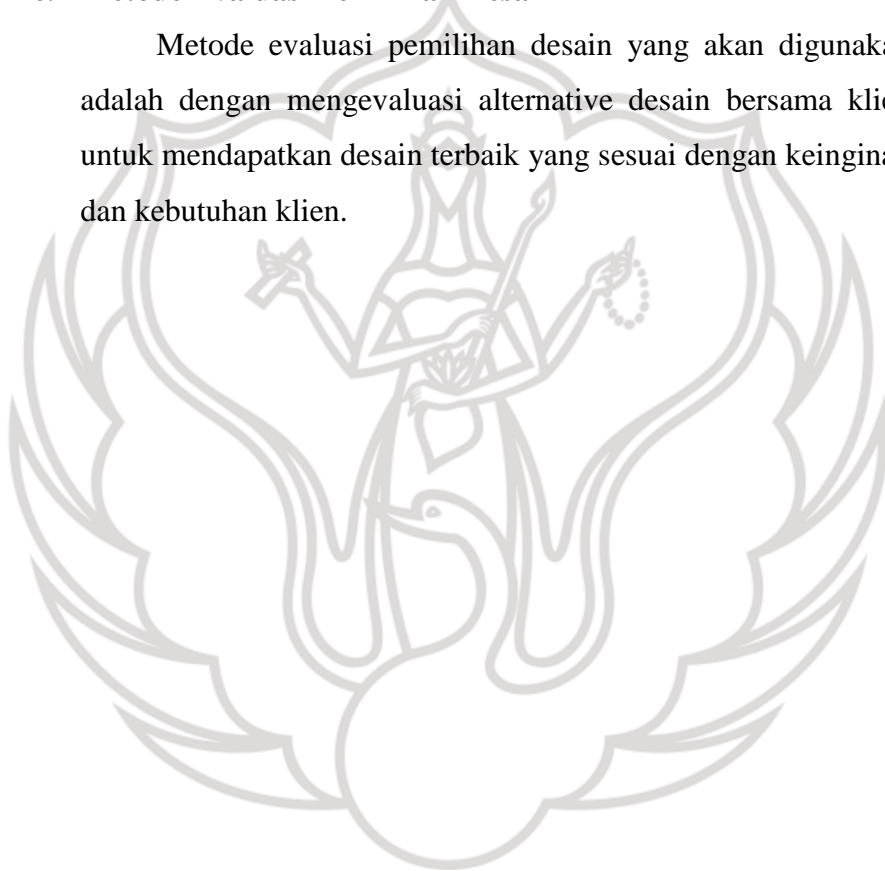 Metode evaluasi pemilihan desain yang akan digunaka
adalah dengan mengevaluasi alternative desain bersama klie
untuk mendapatkan desain terbaik yang sesuai dengan keingina
dan kebutuhan klien.